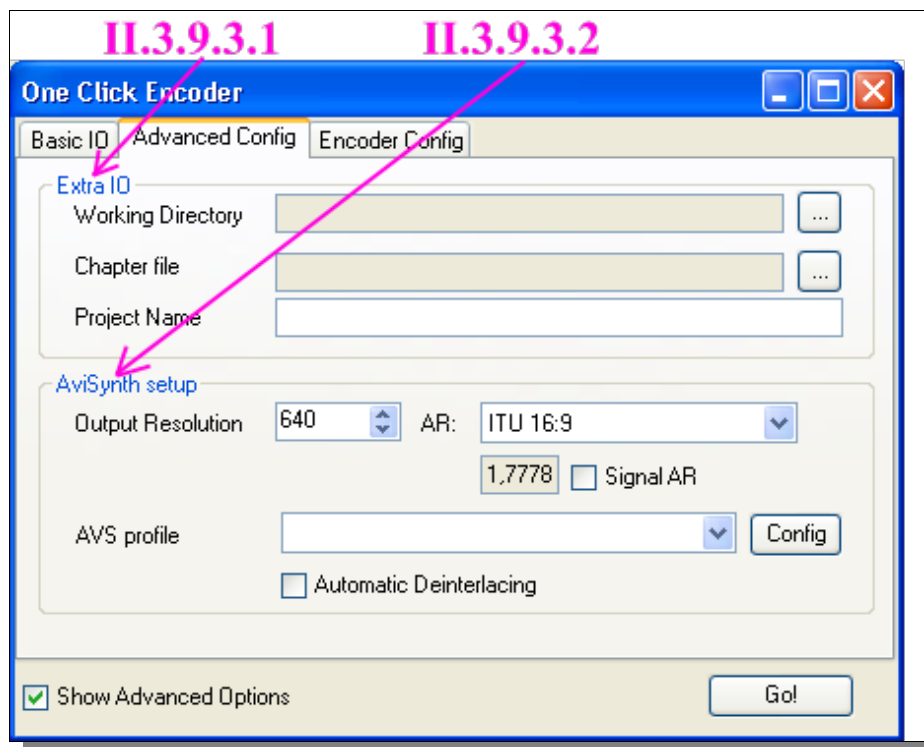 II.3.9.3.1 II.3.9.3.2
One Click Encoder
Basic IO Advanced Config Encoder Config
Extra IO
Working Directory ...
Chapter file ...
Project Name
AviSynth setup
Output Resolution 640 AR: ITU 16:9
1,7778 Signal AR
AVS profile Config
Automatic Deinterlacing
Show Advanced Options Go!